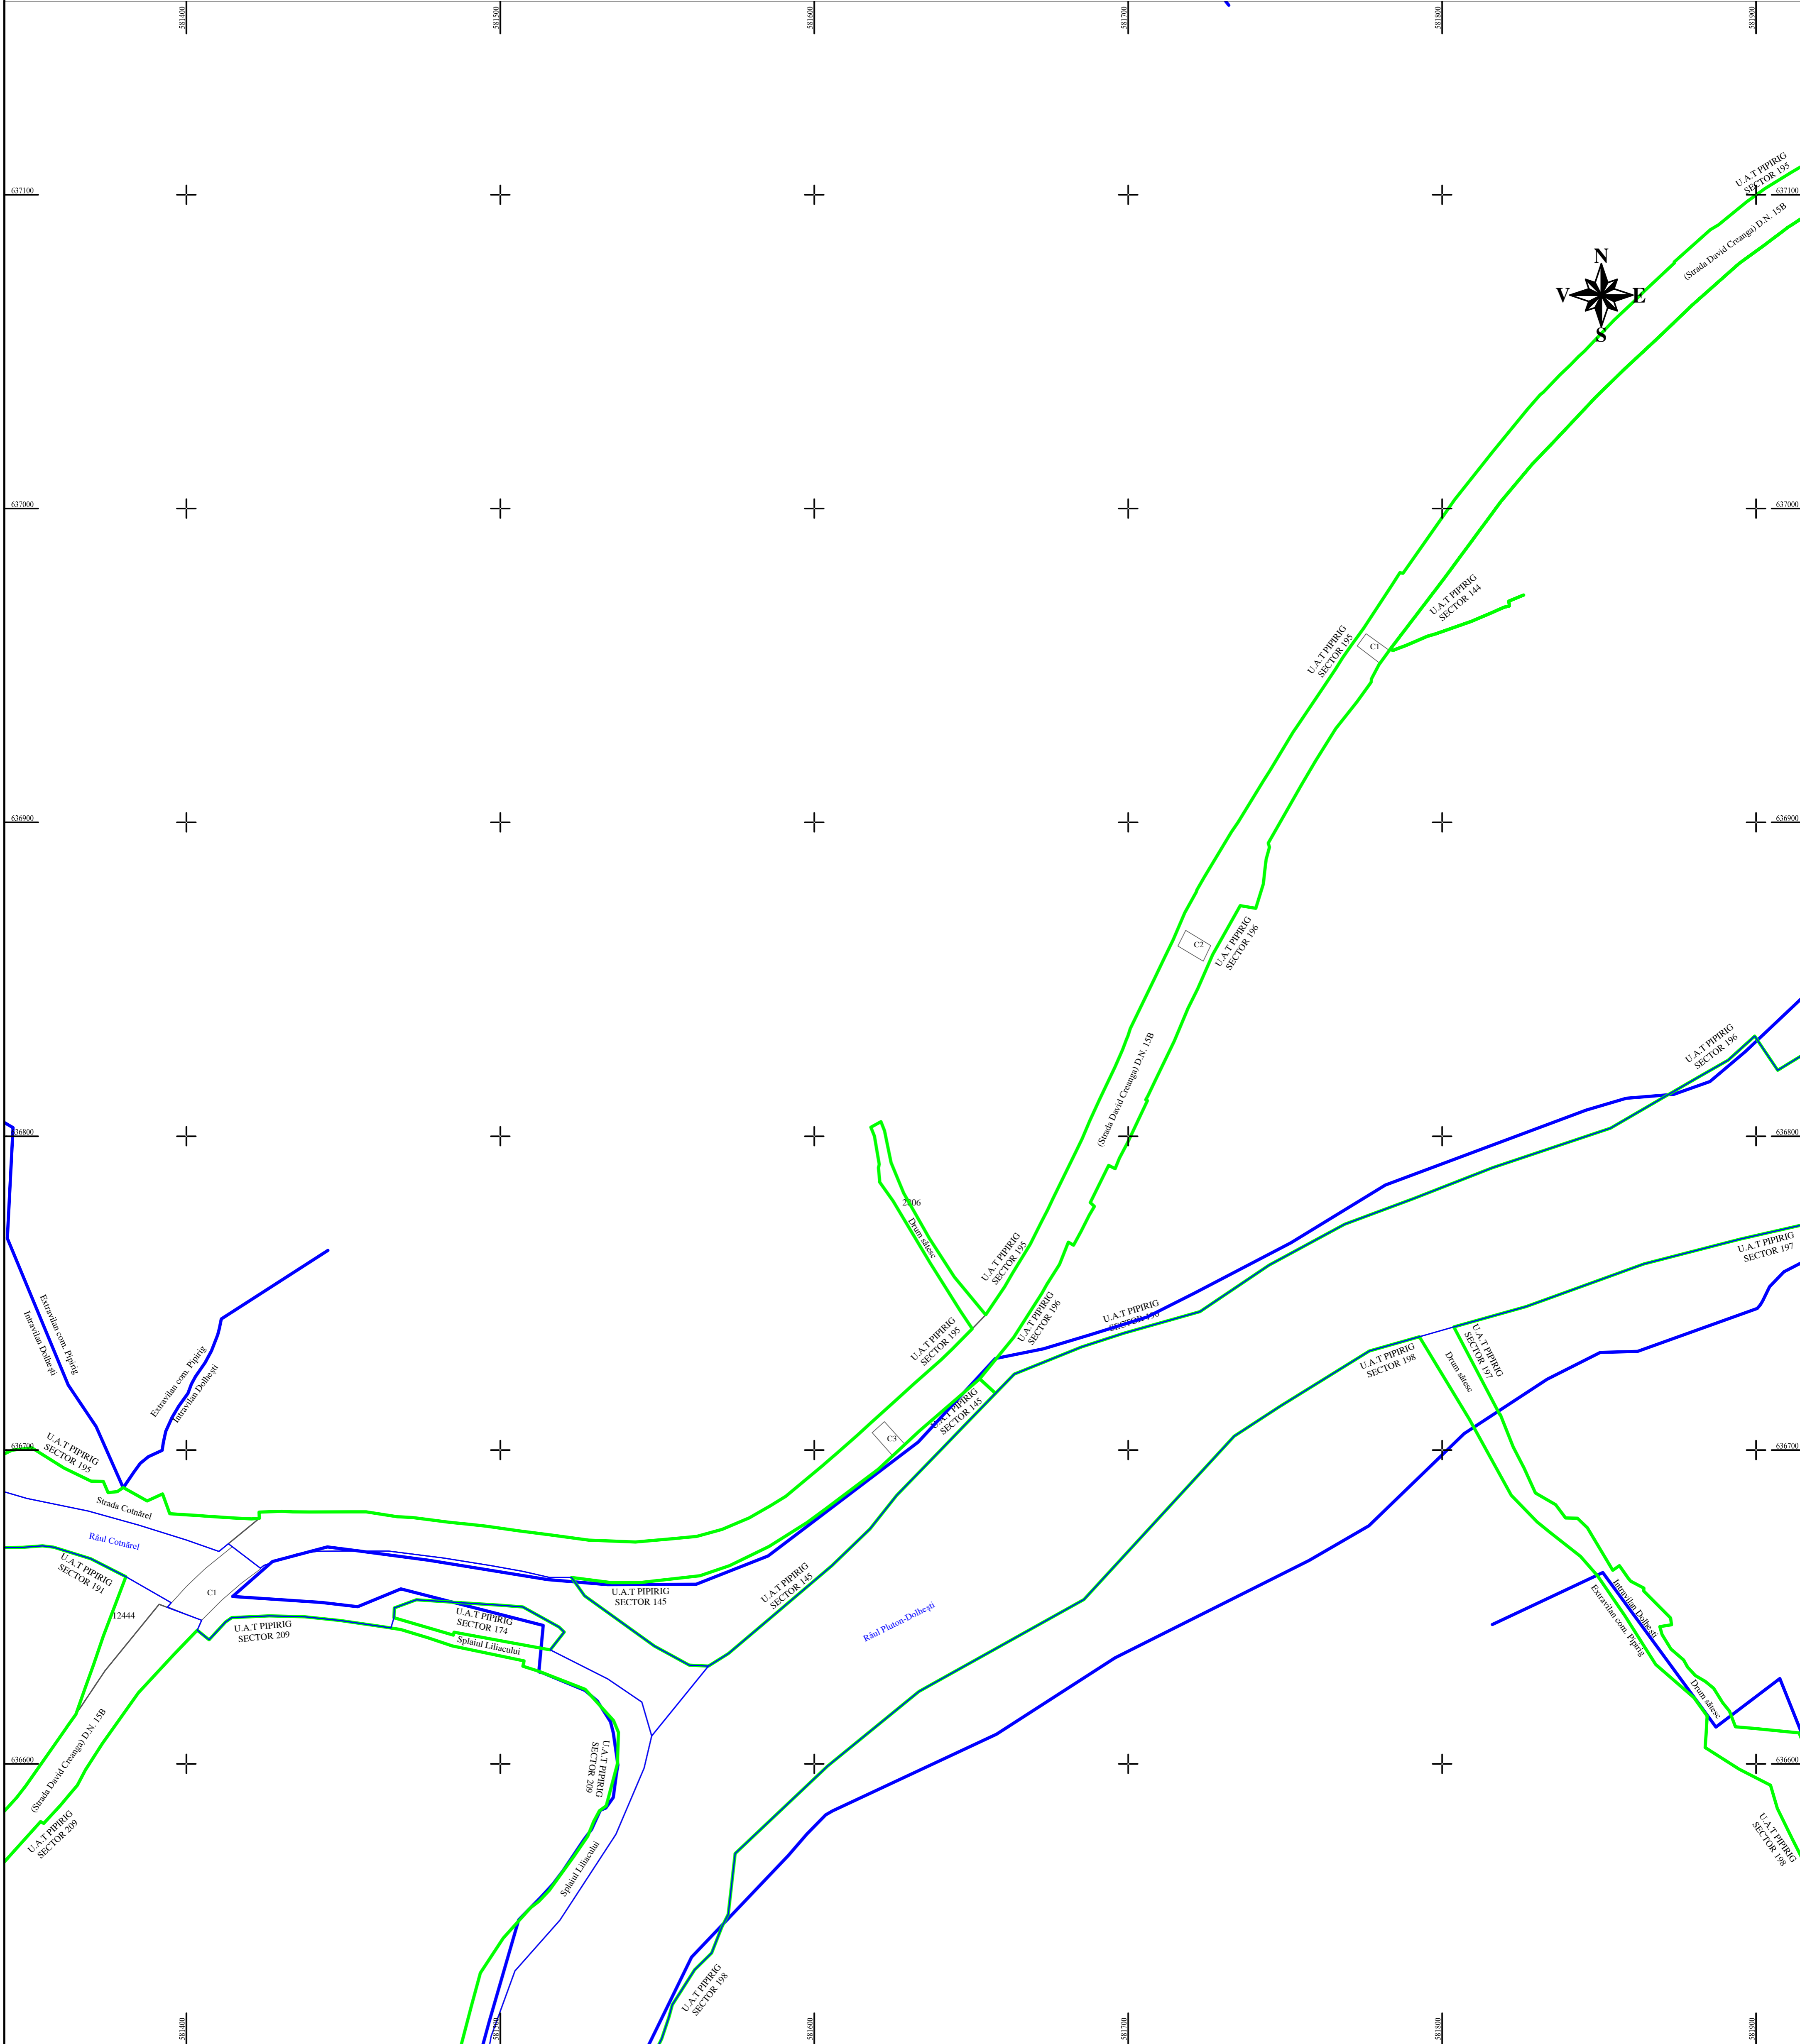 581400
581500
581600
581700
581800
581900
U.A.T PIPIRIG
SECTOR 195
637100
637100
(Strada David Creanga) D.N. 15B
N
V
E
S
637000
637000
U.A.T PIPIRIG
SECTOR 144
U.A.T PIPIRIG
SECTOR 195
C1
636900
636900
U.A.T PIPIRIG
SECTOR 196
C2
(Strada David Creanga) D.N. 15B
U.A.T PIPIRIG
SECTOR 196
636800
636800
2706
Drum sătesc
U.A.T PIPIRIG
SECTOR 195
U.A.T PIPIRIG
SECTOR 197
U.A.T PIPIRIG
SECTOR 196
U.A.T PIPIRIG
SECTOR 196
U.A.T PIPIRIG
SECTOR 195
Extravilan com. Pipirig
Intravilan Dolhești
Extravilan com. Pipirig
Intravilan Dolhești
U.A.T PIPIRIG
SECTOR 198
Drum sătesc
U.A.T PIPIRIG
SECTOR 197
U.A.T PIPIRIG
SECTOR 145
C3
636700
636700
U.A.T PIPIRIG
SECTOR 195
Strada Cotnărel
Râul Cotnărel
U.A.T PIPIRIG
SECTOR 191
C1
12444
U.A.T PIPIRIG
SECTOR 209
U.A.T PIPIRIG
SECTOR 174
Splaiul Liliacului
U.A.T PIPIRIG
SECTOR 145
U.A.T PIPIRIG
SECTOR 145
Râul Pluton-Dolhești
Intravilan Dolhești
Extravilan com. Pipirig
Drum sătesc
(Strada David Creanga) D.N. 15B
U.A.T PIPIRIG
SECTOR 209
636600
636600
U.A.T PIPIRIG
SECTOR 209
Splaiul Liliacului
U.A.T PIPIRIG
SECTOR 198
U.A.T PIPIRIG
SECTOR 198
581400
581500
581600
581700
581800
581900